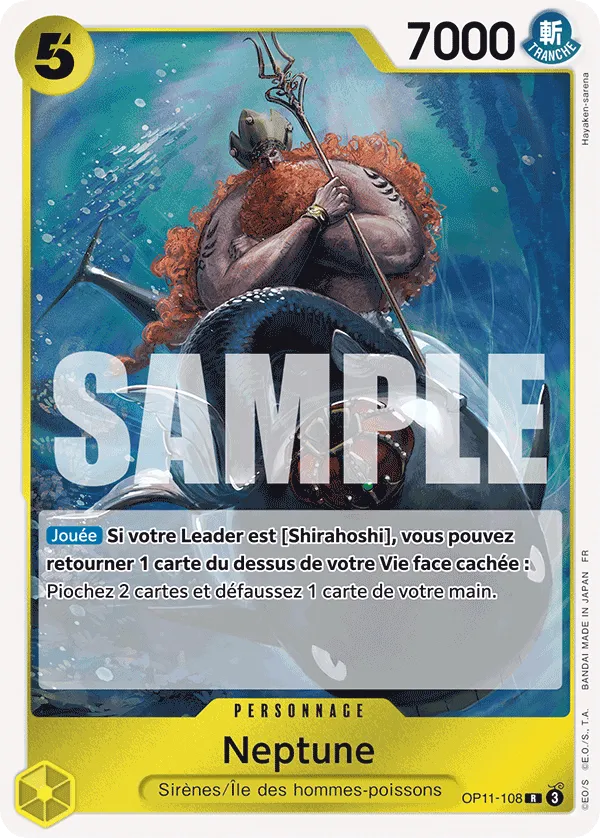 5
7000
斬
TRANCHE
Hayaken-sarena
SAMPLE
Jouée Si votre Leader est [Shirahoshi], vous pouvez
retourner 1 carte du dessus de votre Vie face cachée :
Piochez 2 cartes et défaussez 1 carte de votre main.
PERSONNAGE
Neptune
Sirènes/Île des hommes-poissons
OP11-108 R 3
©E.O/S ©E.O./S., T.A. BANDAI MADE IN JAPAN FR